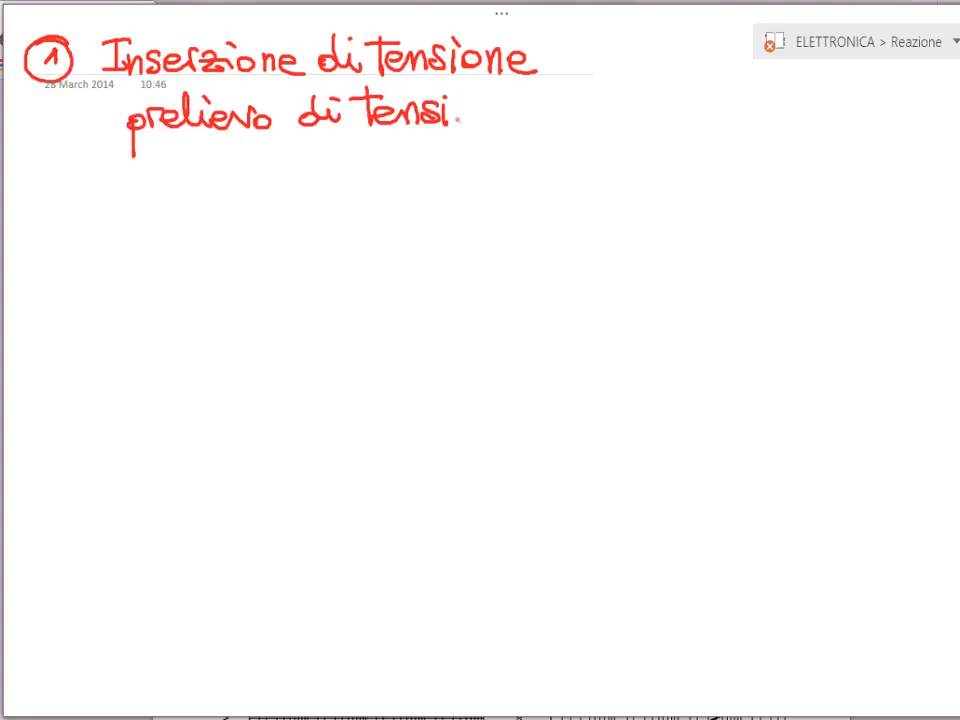 ...
ELETTRONICA > Reazione
1 Inserzione di tensione
28 March 2014 10:46
prelievo di tensi